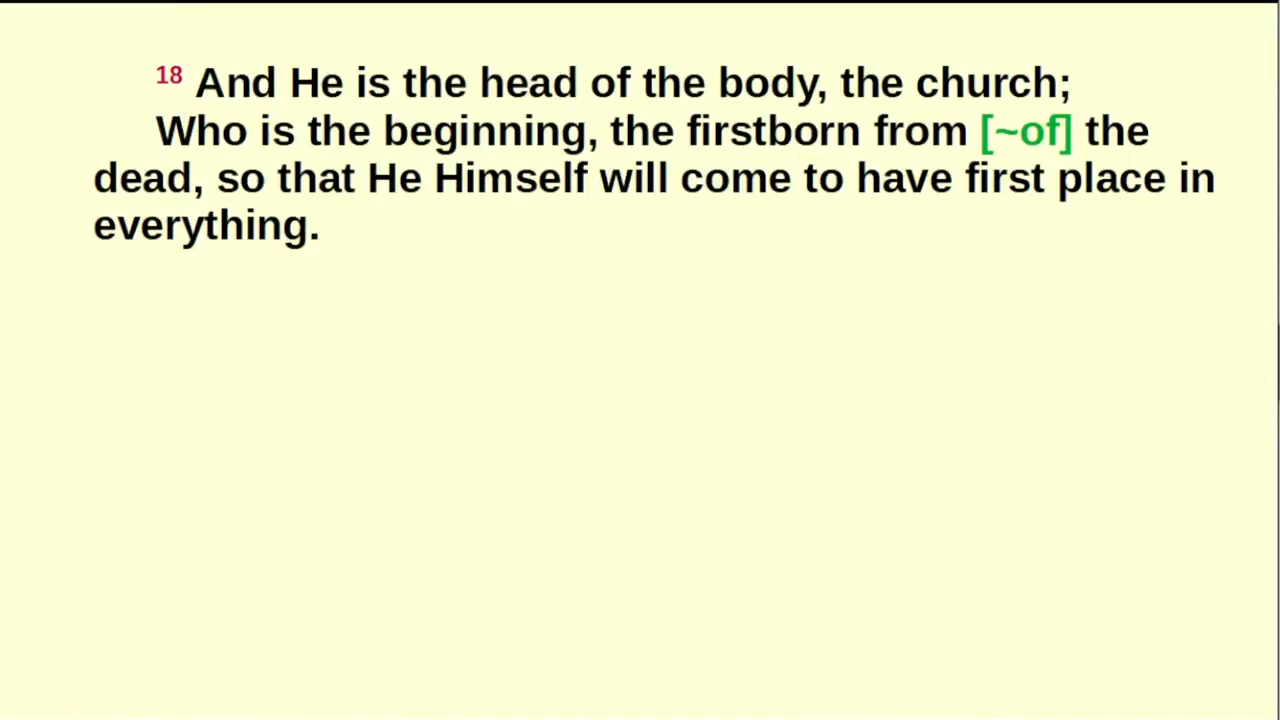 18 And He is the head of the body, the church;
Who is the beginning, the firstborn from [~of] the
dead, so that He Himself will come to have first place in
everything.